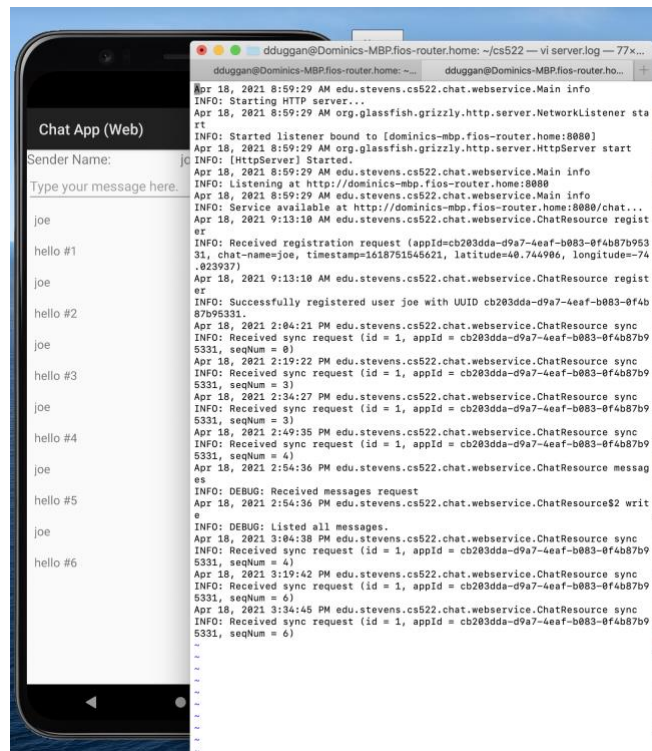 dduggan@Dominics-MBP.fios-router.home: ~/cs522 — vi server.log — 77×...
dduggan@Dominics-MBP.fios-router.home: ~...
dduggan@Dominics-MBP.fios-router.ho...
Chat App (Web)
Sender Name:
Type your message here.
joe
hello #1
joe
hello #2
joe
hello #3
joe
hello #4
joe
hello #5
joe
hello #6
Apr 18, 2021 8:59:29 AM edu.stevens.cs522.chat.webservice.Main info
INFO: Starting HTTP server...
Apr 18, 2021 8:59:29 AM org.glassfish.grizzly.http.server.NetworkListener sta
rt
INFO: Started listener bound to [dominics-mbp.fios-router.home:8080]
Apr 18, 2021 8:59:29 AM org.glassfish.grizzly.http.server.HttpServer start
INFO: [HttpServer] Started.
Apr 18, 2021 8:59:29 AM edu.stevens.cs522.chat.webservice.Main info
INFO: Listening at http://dominics-mbp.fios-router.home:8080
Apr 18, 2021 8:59:29 AM edu.stevens.cs522.chat.webservice.Main info
INFO: Service available at http://dominics-mbp.fios-router.home:8080/chat...
Apr 18, 2021 9:13:10 AM edu.stevens.cs522.chat.webservice.ChatResource regist
er
INFO: Received registration request (appId=cb203dda-d9a7-4eaf-b083-0f4b87b953
31, chat-name=joe, timestamp=1618751545621, latitude=40.744906, longitude=-74
.023937)
Apr 18, 2021 9:13:10 AM edu.stevens.cs522.chat.webservice.ChatResource regist
er
INFO: Successfully registered user joe with UUID cb203dda-d9a7-4eaf-b083-0f4b
87b95331.
Apr 18, 2021 2:04:21 PM edu.stevens.cs522.chat.webservice.ChatResource sync
INFO: Received sync request (id = 1, appId = cb203dda-d9a7-4eaf-b083-0f4b87b9
5331, seqNum = 0)
Apr 18, 2021 2:19:22 PM edu.stevens.cs522.chat.webservice.ChatResource sync
INFO: Received sync request (id = 1, appId = cb203dda-d9a7-4eaf-b083-0f4b87b9
5331, seqNum = 3)
Apr 18, 2021 2:34:27 PM edu.stevens.cs522.chat.webservice.ChatResource sync
INFO: Received sync request (id = 1, appId = cb203dda-d9a7-4eaf-b083-0f4b87b9
5331, seqNum = 3)
Apr 18, 2021 2:49:35 PM edu.stevens.cs522.chat.webservice.ChatResource sync
INFO: Received sync request (id = 1, appId = cb203dda-d9a7-4eaf-b083-0f4b87b9
5331, seqNum = 4)
Apr 18, 2021 2:54:36 PM edu.stevens.cs522.chat.webservice.ChatResource messag
es
INFO: DEBUG: Received messages request
Apr 18, 2021 2:54:36 PM edu.stevens.cs522.chat.webservice.ChatResource$2 writ
e
INFO: DEBUG: Listed all messages.
Apr 18, 2021 3:04:38 PM edu.stevens.cs522.chat.webservice.ChatResource sync
INFO: Received sync request (id = 1, appId = cb203dda-d9a7-4eaf-b083-0f4b87b9
5331, seqNum = 4)
Apr 18, 2021 3:19:42 PM edu.stevens.cs522.chat.webservice.ChatResource sync
INFO: Received sync request (id = 1, appId = cb203dda-d9a7-4eaf-b083-0f4b87b9
5331, seqNum = 6)
Apr 18, 2021 3:34:45 PM edu.stevens.cs522.chat.webservice.ChatResource sync
INFO: Received sync request (id = 1, appId = cb203dda-d9a7-4eaf-b083-0f4b87b9
5331, seqNum = 6)
~
~
~
~
~
~
~
~
~